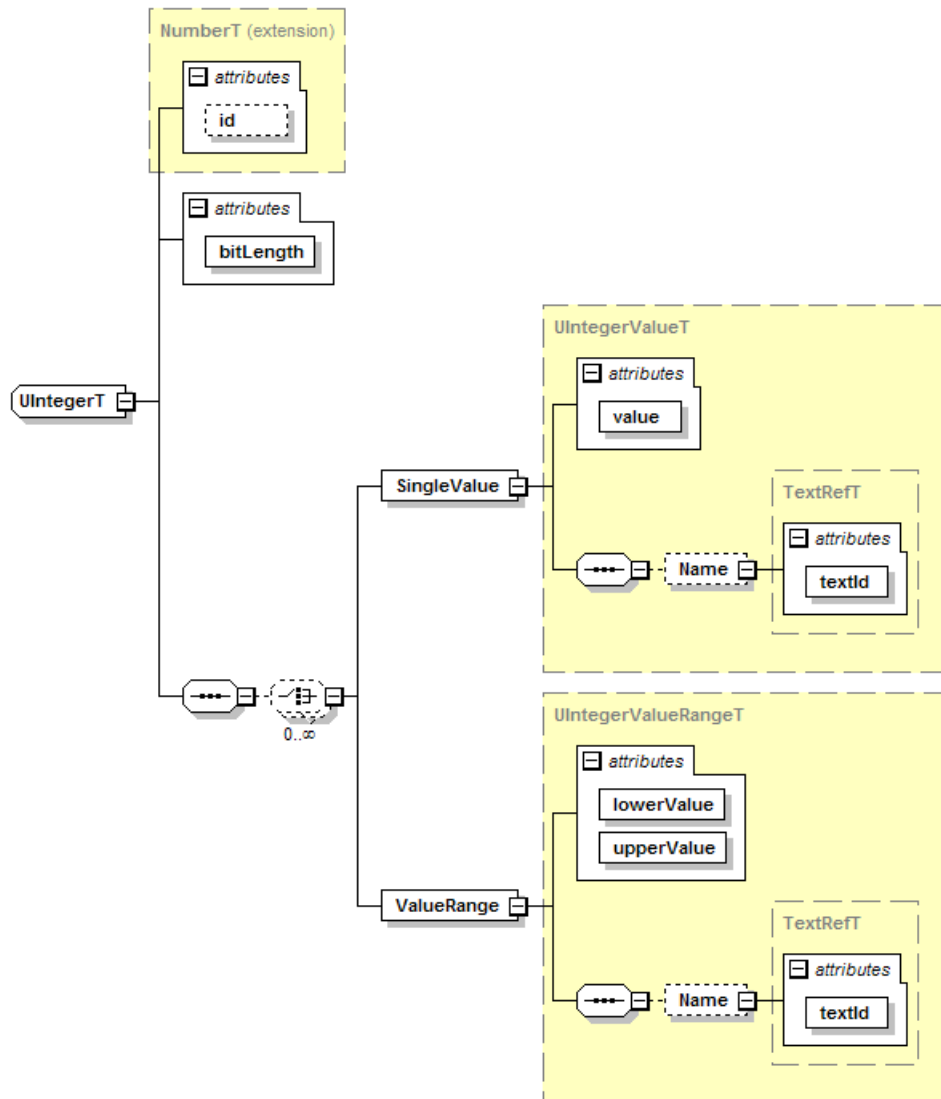 NumberT (extension)
attributes
id
attributes
bitLength
UIntegerT
UIntegerValueT
attributes
value
SingleValue
TextRefT
attributes
Name
textId
0..∞
UIntegerValueRangeT
attributes
lowerValue
upperValue
ValueRange
TextRefT
attributes
Name
textId